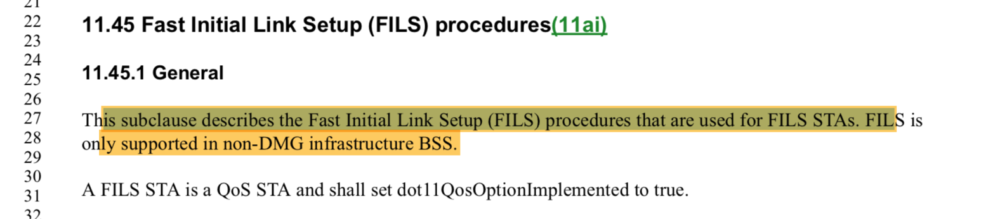 21
22 11.45 Fast Initial Link Setup (FILS) procedures(11ai)
23
24
25 11.45.1 General
26
27 This subclause describes the Fast Initial Link Setup (FILS) procedures that are used for FILS STAs. FILS is
28 only supported in non-DMG infrastructure BSS.
29
30
31 A FILS STA is a QoS STA and shall set dot11QosOptionImplemented to true.
32